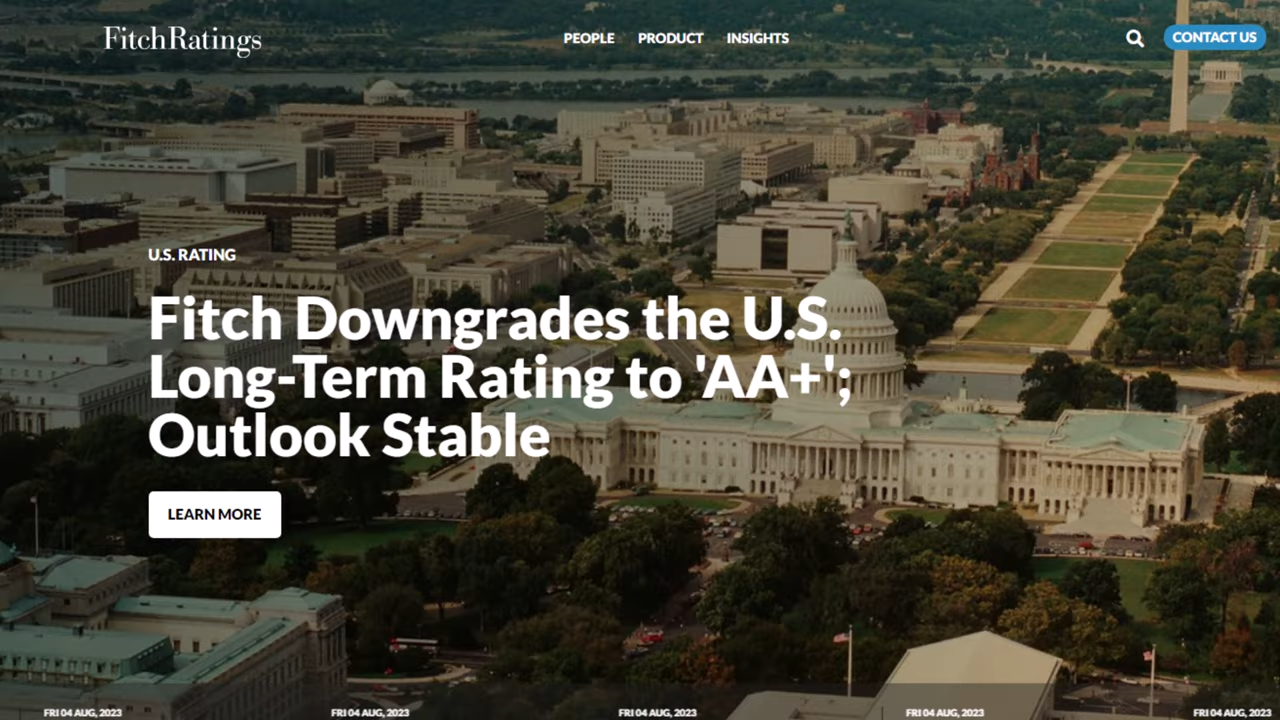 FitchRatings
PEOPLE PRODUCT INSIGHTS
CONTACT US
U.S. RATING
Fitch Downgrades the U.S.
Long-Term Rating to 'AA+';
Outlook Stable
LEARN MORE
FRI 04 AUG, 2023 FRI 04 AUG, 2023 FRI 04 AUG, 2023 FRI 04 AUG, 2023 FRI 04 AUG, 2023